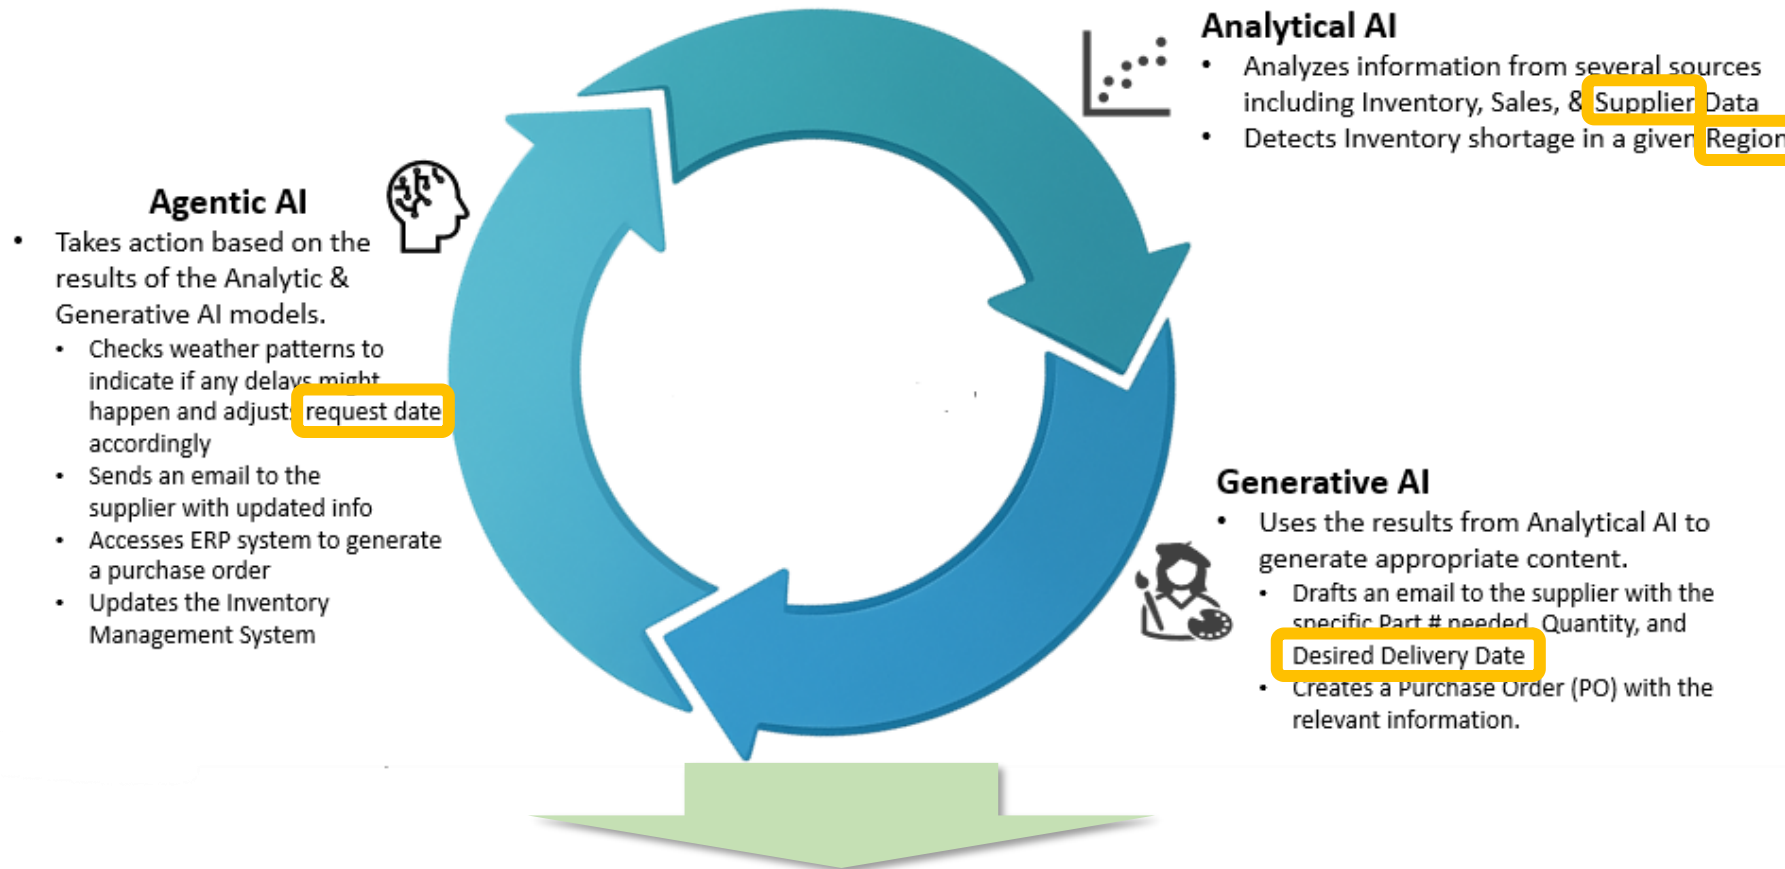 Analytical AI
• Analyzes information from several sources
including Inventory, Sales, & Supplier Data
• Detects Inventory shortage in a given Region
Agentic AI
• Takes action based on the
results of the Analytic &
Generative AI models.
• Checks weather patterns to
indicate if any delays might
happen and adjusts request date
accordingly
• Sends an email to the
supplier with updated info
• Accesses ERP system to generate
a purchase order
• Updates the Inventory
Management System
Generative AI
• Uses the results from Analytical AI to
generate appropriate content.
• Drafts an email to the supplier with the
specific Part # needed, Quantity, and
Desired Delivery Date
• Creates a Purchase Order (PO) with the
relevant information.